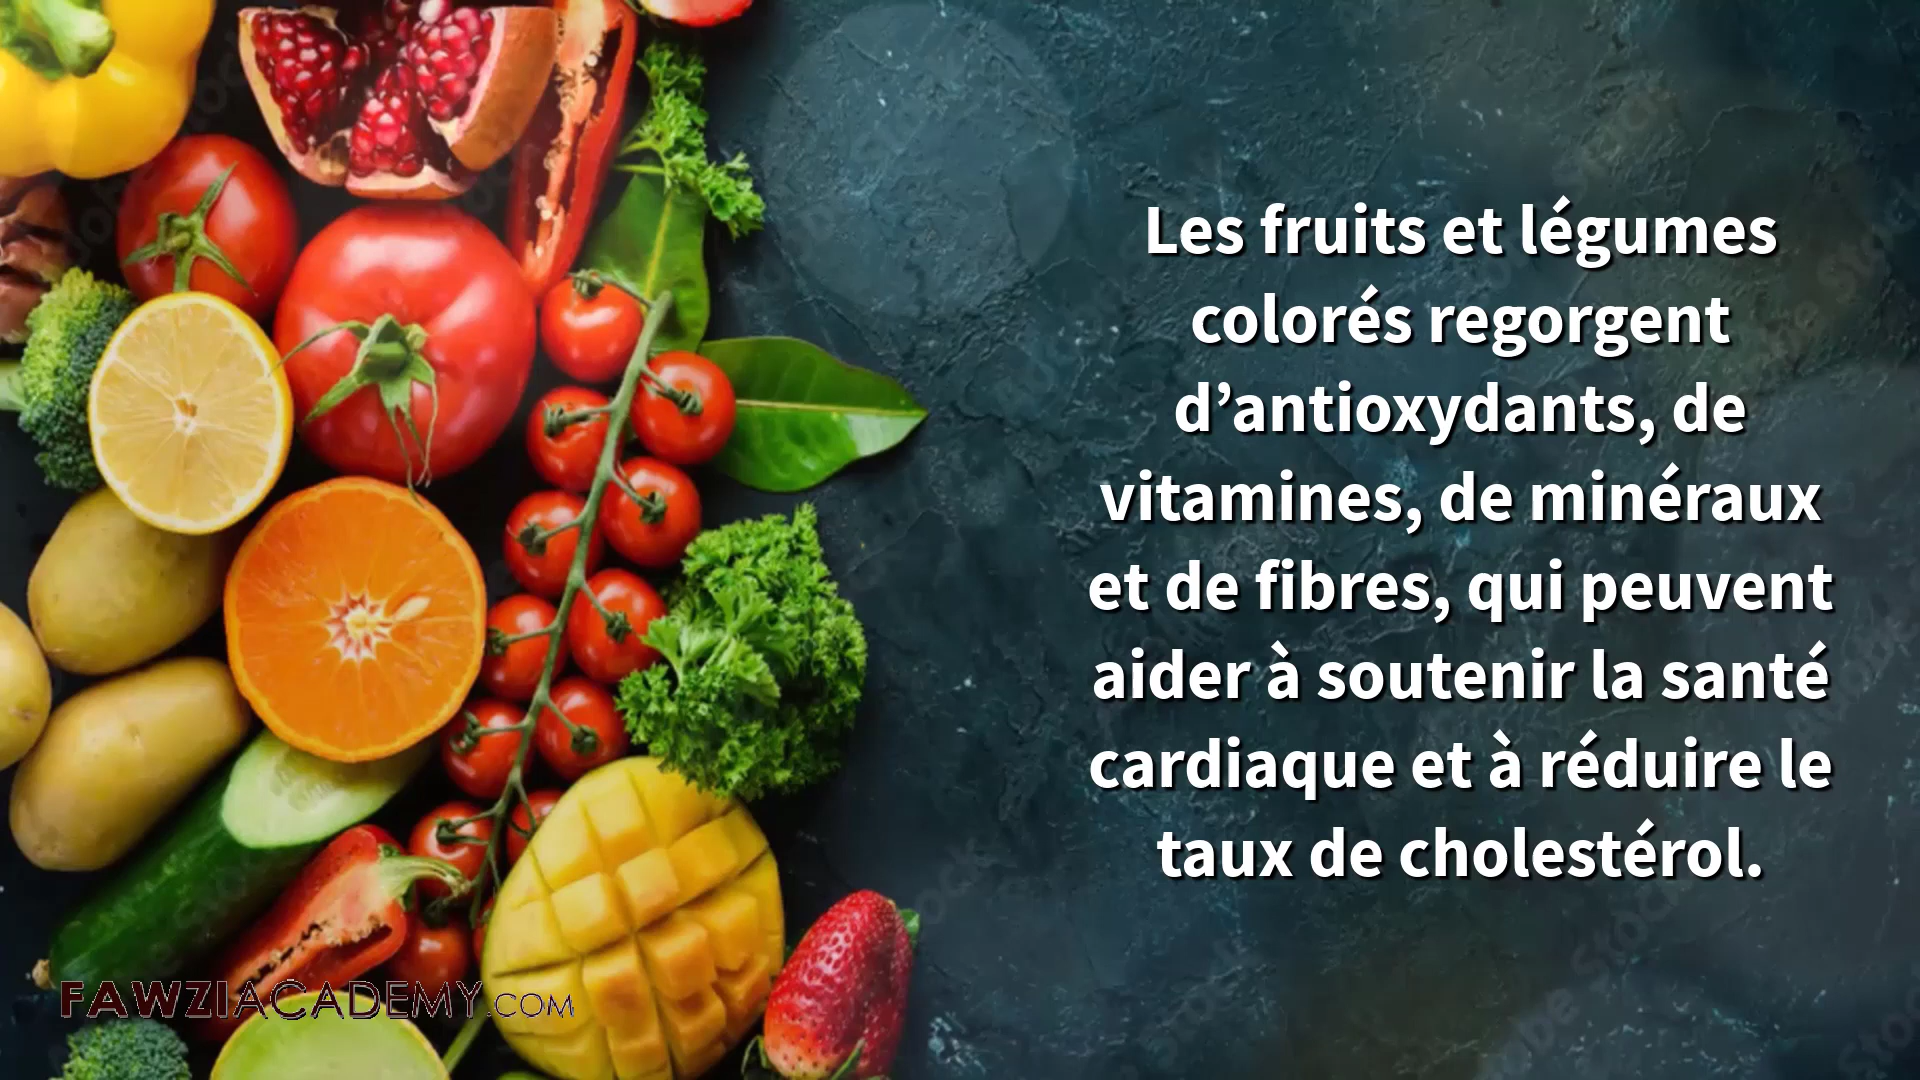 Les fruits et légumes
colorés regorgent
d’antioxydants, de
vitamines, de minéraux
et de fibres, qui peuvent
aider à soutenir la santé
cardiaque et à réduire le
taux de cholestérol.
FAWZIACADEMY.COM